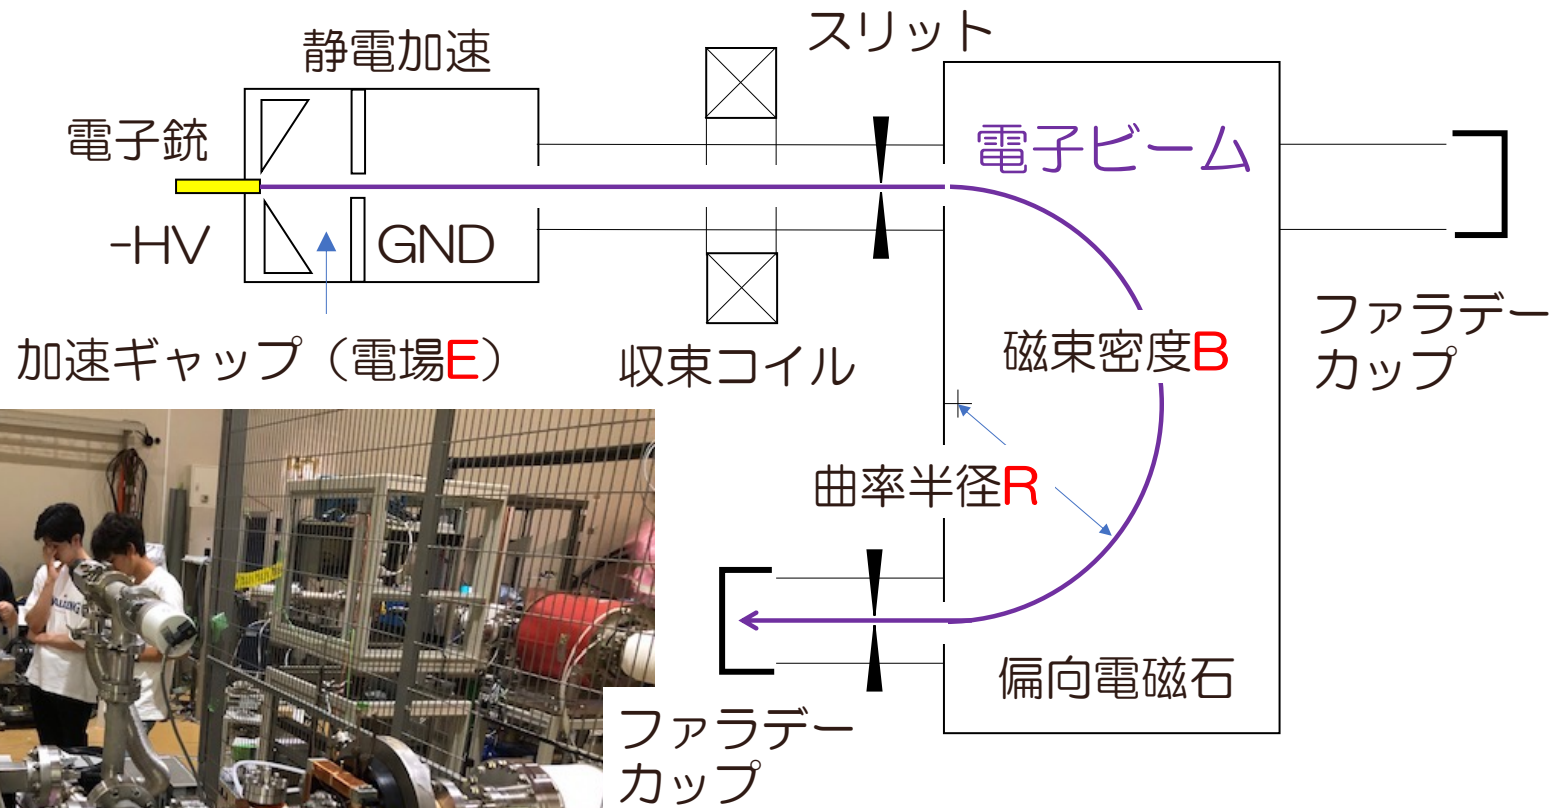 スリット
静電加速
電子銃
電子ビーム
-HV
GND
ファラデー
カップ
加速ギャップ（電場E）
収束コイル
磁束密度B
曲率半径R
偏向電磁石
ファラデー
カップ